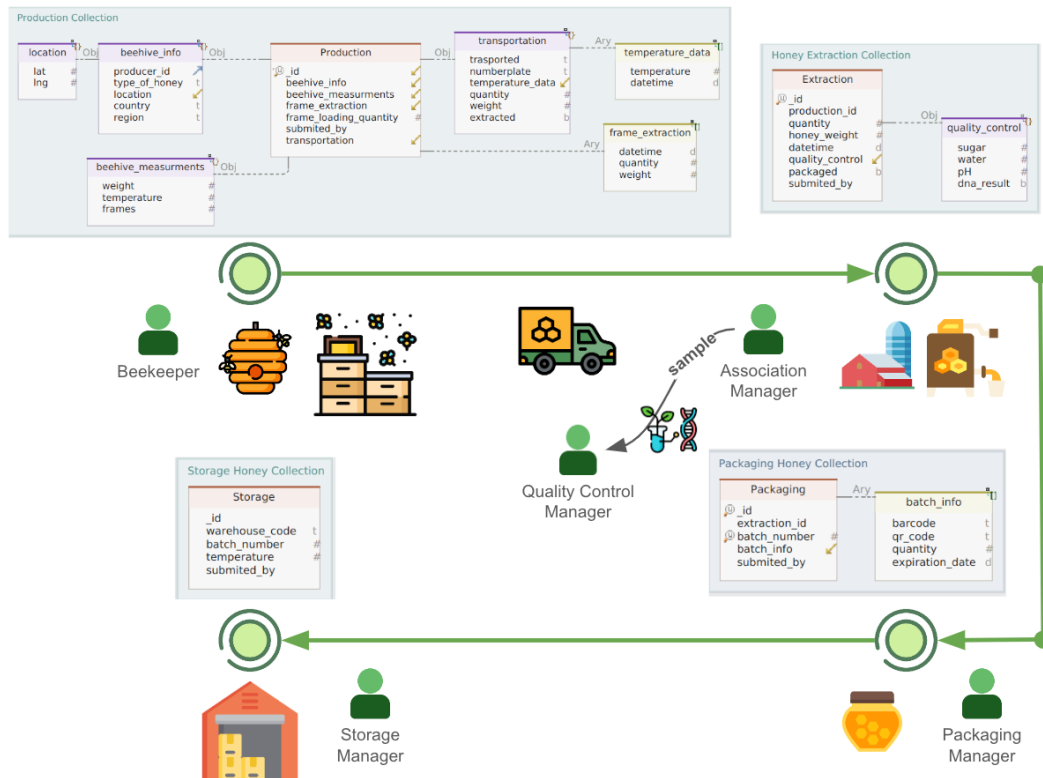 Production Collection
location
lat #
lng #
Obj
beehive_info
producer_id
type_of_honey t
location
country t
region t
Obj
Production
_id
beehive_info
beehive_measurments
frame_extraction
frame_loading_quantity #
submited_by
transportation
Obj
transportation
trasported t
numberplate t
temperature_data
quantity #
weight #
extracted b
Ary
temperature_data
temperature #
datetime d
beehive_measurments
weight #
temperature #
frames #
Obj
Ary
frame_extraction
datetime d
quantity #
weight #
Honey Extraction Collection
Extraction
_id
production_id
quantity #
honey_weight #
datetime d
quality_control
packaged b
submited_by
Obj
quality_control
sugar #
water #
pH #
dna_result b
Beekeeper
sample
Association
Manager
Quality Control
Manager
Storage Honey Collection
Storage
_id
warehouse_code t
batch_number #
temperature #
submited_by
Packaging Honey Collection
Packaging
_id
extraction_id
batch_number #
batch_info
submited_by
Ary
batch_info
barcode t
qr_code t
quantity #
expiration_date d
Storage
Manager
Packaging
Manager